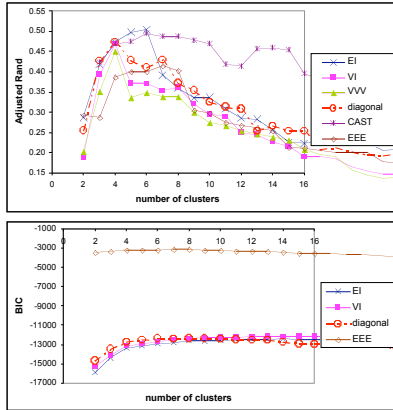 Adjusted Rand
0.55
0.50
0.45
0.40
0.35
0.30
0.25
0.20
0.15
0 2 4 6 8 10 12 14 16
number of clusters
EI
VI
VVV
diagonal
CAST
EEE
BIC
-1000
-3000
-5000
-7000
-9000
-11000
-13000
-15000
-17000
0 2 4 6 8 10 12 14 16
number of clusters
EI
VI
diagonal
EEE